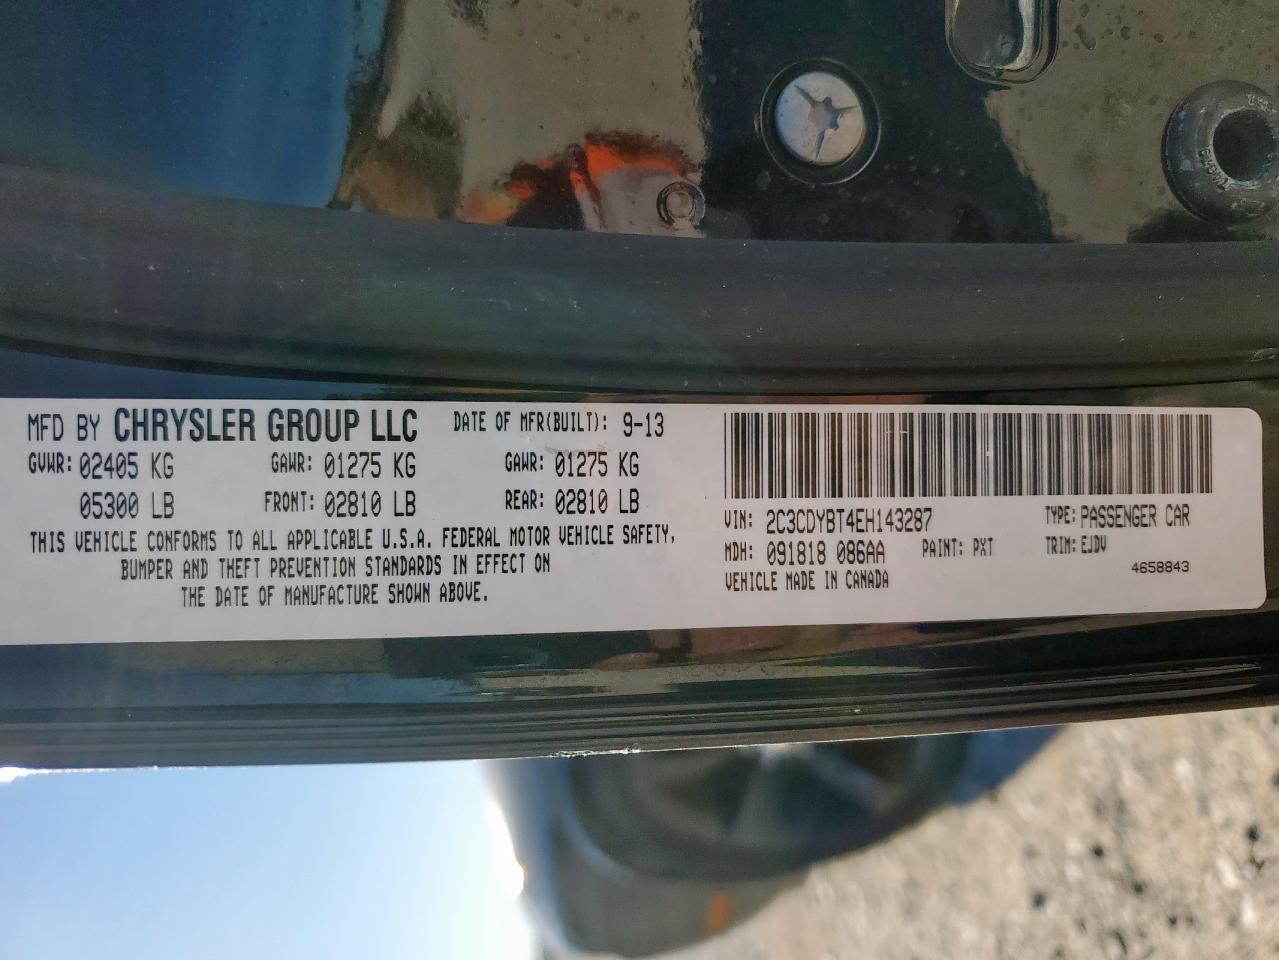 MFD BY CHRYSLER GROUP LLC DATE OF MFR(BUILT): 9-13
GVWR: 02405 KG GAWR: 01275 KG GAWR: 01275 KG
05300 LB FRONT: 02810 LB REAR: 02810 LB
THIS VEHICLE CONFORMS TO ALL APPLICABLE U.S.A. FEDERAL MOTOR VEHICLE SAFETY,
BUMPER AND THEFT PREVENTION STANDARDS IN EFFECT ON
THE DATE OF MANUFACTURE SHOWN ABOVE.
VIN: 2C3CDYBT4EH143287 TYPE: PASSENGER CAR
MDH: 091818 086AA PAINT: PXT TRIM: EJDV
VEHICLE MADE IN CANADA 4658843